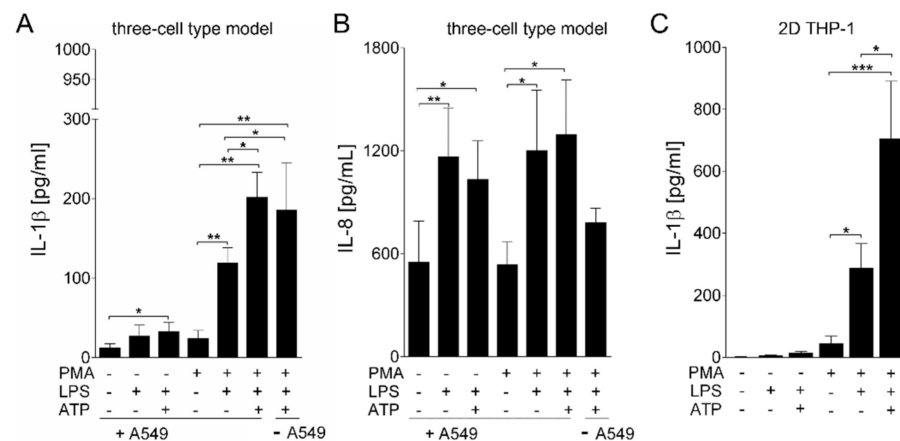 A three-cell type model
1000
950
900
300
200
100
0
IL-1β [pg/ml]
** 
** *
*
**
**
*
PMA - - - + + + +
LPS - + + - + + +
ATP - - + - - + +
+ A549 - A549
B three-cell type model
1800
1200
600
0
IL-8 [pg/mL]
*
* *
**
PMA - - - + + + +
LPS - + + - + + +
ATP - - + - - + +
+ A549 - A549
C 2D THP-1
1000
800
600
400
200
0
IL-1β [pg/ml]
*
***
*
PMA - - - + + +
LPS - + + - + +
ATP - - + - - +